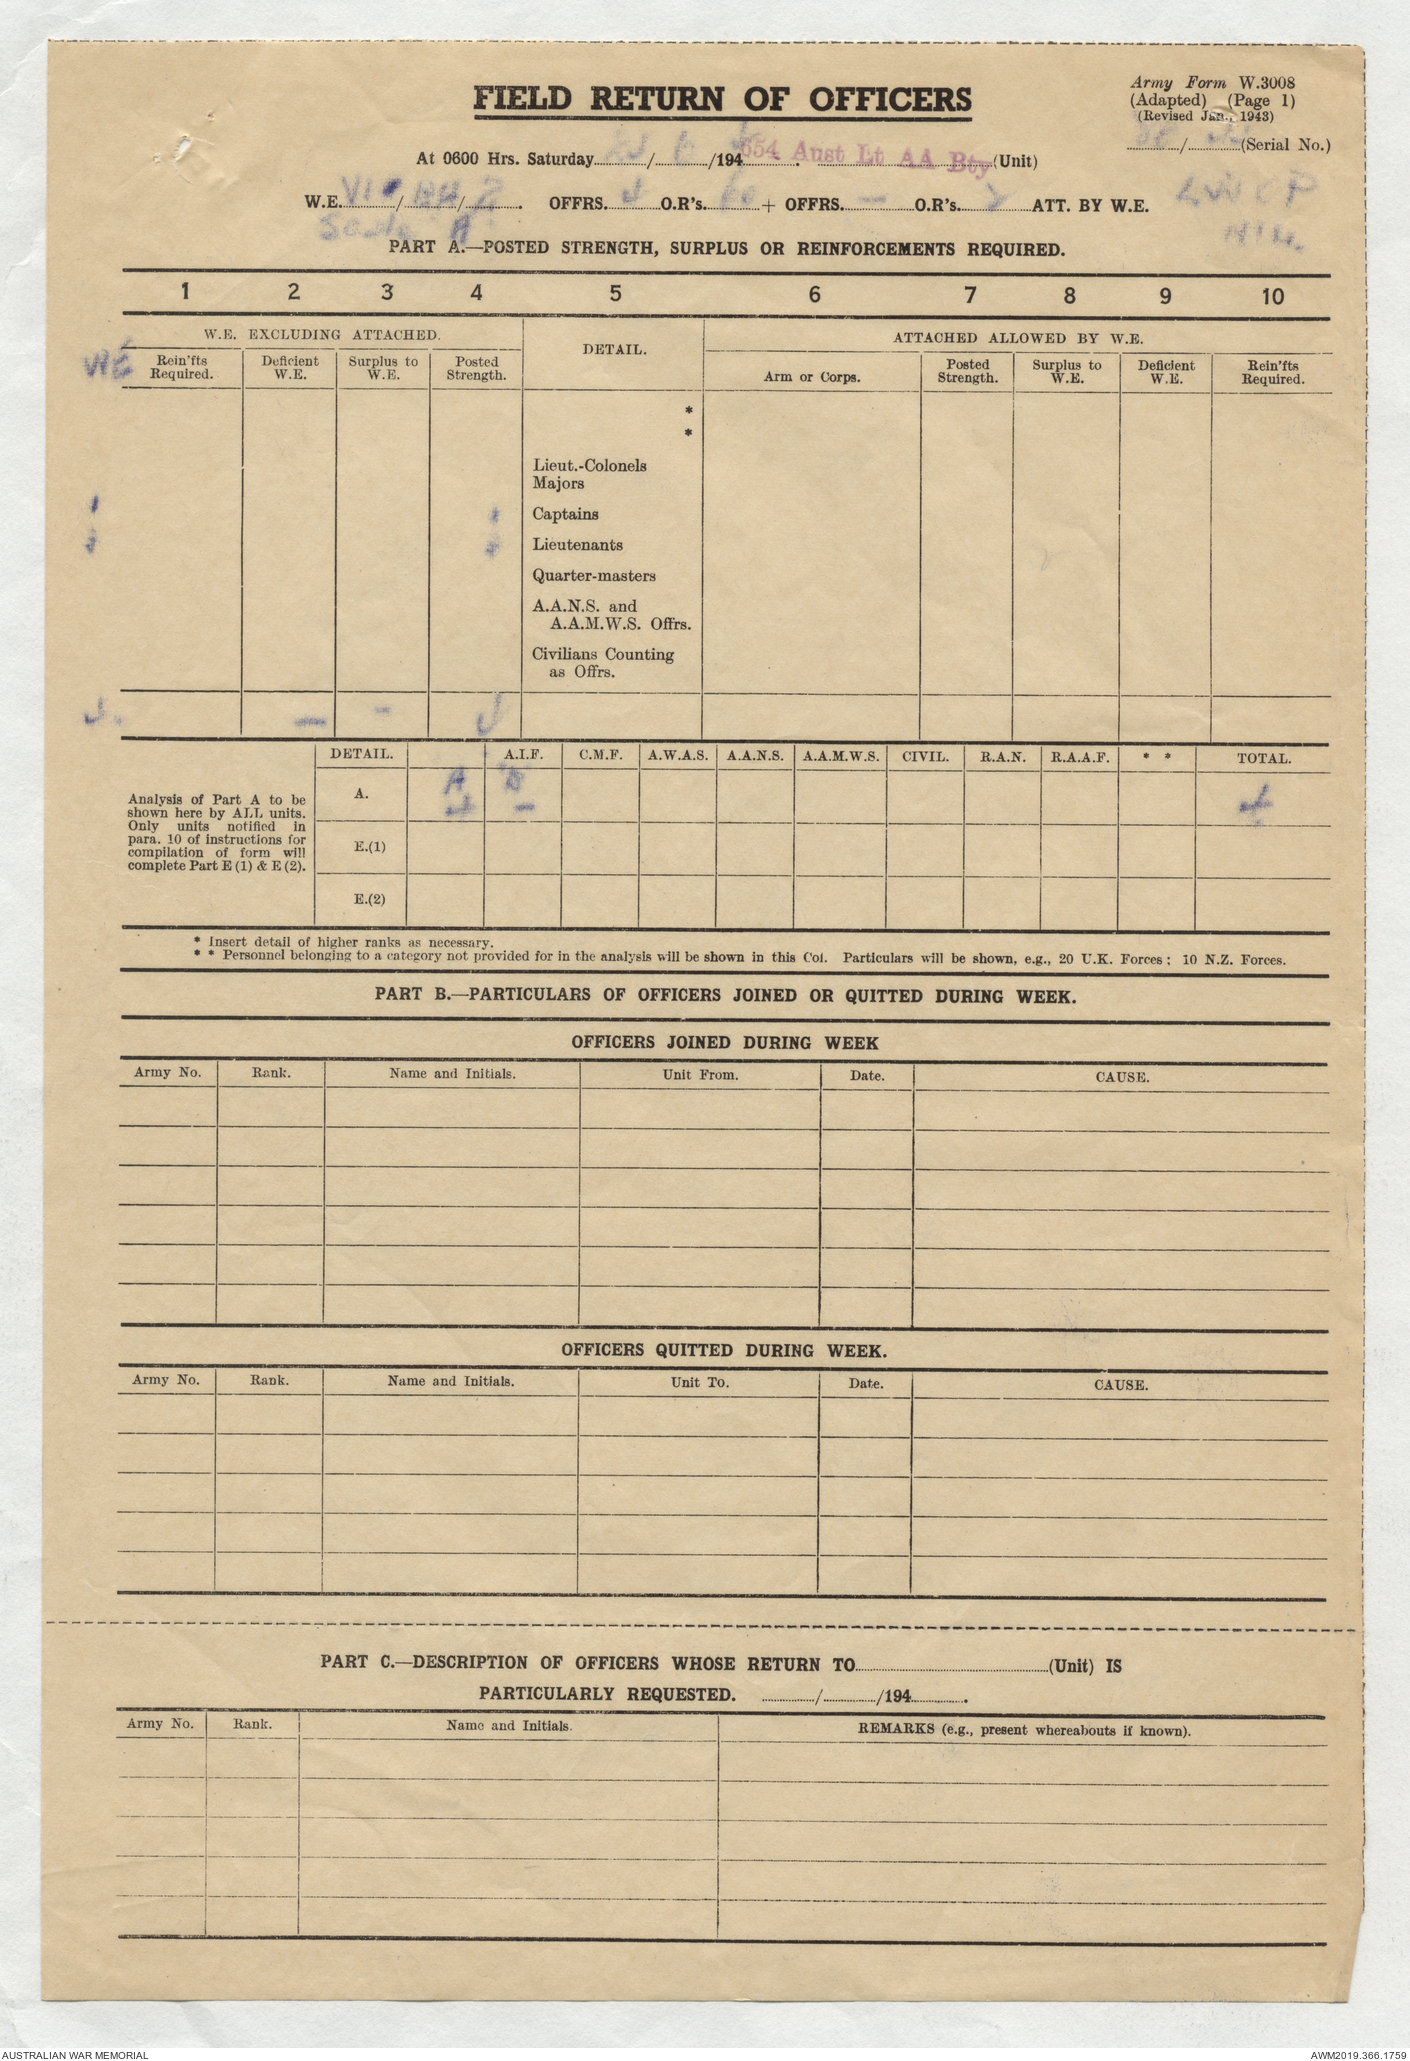 Army Form W.3008
(Adapted) (Page 1)
(Revised Jan., 1943)
FIELD RETURN OF OFFICERS
/ (Serial No.)
At 0600 Hrs. Saturday / /194 . 654 Aust Lt AA Bty (Unit)
W.E. / / . OFFRS. O.R's. + OFFRS. — O.R's. ATT. BY W.E.
PART A.—POSTED STRENGTH, SURPLUS OR REINFORCEMENTS REQUIRED.
1 2 3 4 5 6 7 8 9 10
W.E. EXCLUDING ATTACHED. DETAIL. ATTACHED ALLOWED BY W.E.
WE Rein'fts Required. Deficient W.E. Surplus to W.E. Posted Strength. Arm or Corps. Posted Strength. Surplus to W.E. Deficient W.E. Rein'fts Required.
*
*
Lieut.-Colonels
Majors
Captains
Lieutenants
Quarter-masters
A.A.N.S. and
A.A.M.W.S. Offrs.
Civilians Counting
as Offrs.
— -
DETAIL. A.I.F. C.M.F. A.W.A.S. A.A.N.S. A.A.M.W.S. CIVIL. R.A.N. R.A.A.F. * * TOTAL.
Analysis of Part A to be
shown here by ALL units.
Only units notified in
para. 10 of instructions for
compilation of form will
complete Part E (1) & E (2).
A. A B
4 — 4
E.(1)
E.(2)
* Insert detail of higher ranks as necessary.
* * Personnel belonging to a category not provided for in the analysis will be shown in this Col. Particulars will be shown, e.g., 20 U.K. Forces; 10 N.Z. Forces.
PART B.—PARTICULARS OF OFFICERS JOINED OR QUITTED DURING WEEK.
OFFICERS JOINED DURING WEEK
Army No. Rank. Name and Initials. Unit From. Date. CAUSE.
OFFICERS QUITTED DURING WEEK.
Army No. Rank. Name and Initials. Unit To. Date. CAUSE.
PART C.—DESCRIPTION OF OFFICERS WHOSE RETURN TO (Unit) IS
PARTICULARLY REQUESTED. / /194 .
Army No. Rank. Name and Initials. REMARKS (e.g., present whereabouts if known).
AUSTRALIAN WAR MEMORIAL AWM2019.366.1759